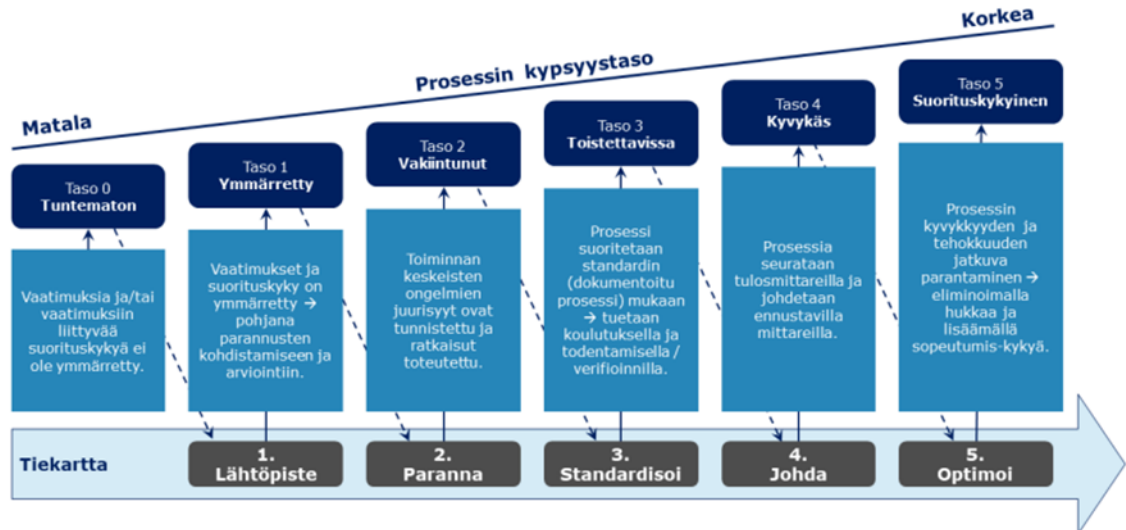 Korkea
Prosessin kypsyystaso
Matala
Taso 0
Tuntematon
Vaatimuksia ja/tai
vaatimuksiin
liittyvää
suorituskykyä ei
ole ymmärretty.
Taso 1
Ymmärretty
Vaatimukset ja
suorituskyky on
ymmärretty →
pohjana
parannusten
kohdistamiseen ja
arviointiin.
Taso 2
Vakiintunut
Toiminnan
keskeisten
ongelmien
juurisyyt ovat
tunnistettu ja
ratkaisut
toteutettu.
Taso 3
Toistettavissa
Prosessi
suoritetaan
standardin
(dokumentoitu
prosessi) mukaan
→ tuetaan
koulutuksella ja
todentamisella /
verifioinnilla.
Taso 4
Kyvykäs
Prosessia
seurataan
tulosmittareilla ja
johdetaan
ennustavilla
mittareilla.
Taso 5
Suorituskykyinen
Prosessin
kyvykkyyden ja
tehokkuuden
jatkuva
parantaminen →
eliminoimalla
hukkaa ja
lisäämällä
sopeutumis-kykyä.
Tiekartta
1.
Lähtöpiste
2.
Paranna
3.
Standardisoi
4.
Johda
5.
Optimoi